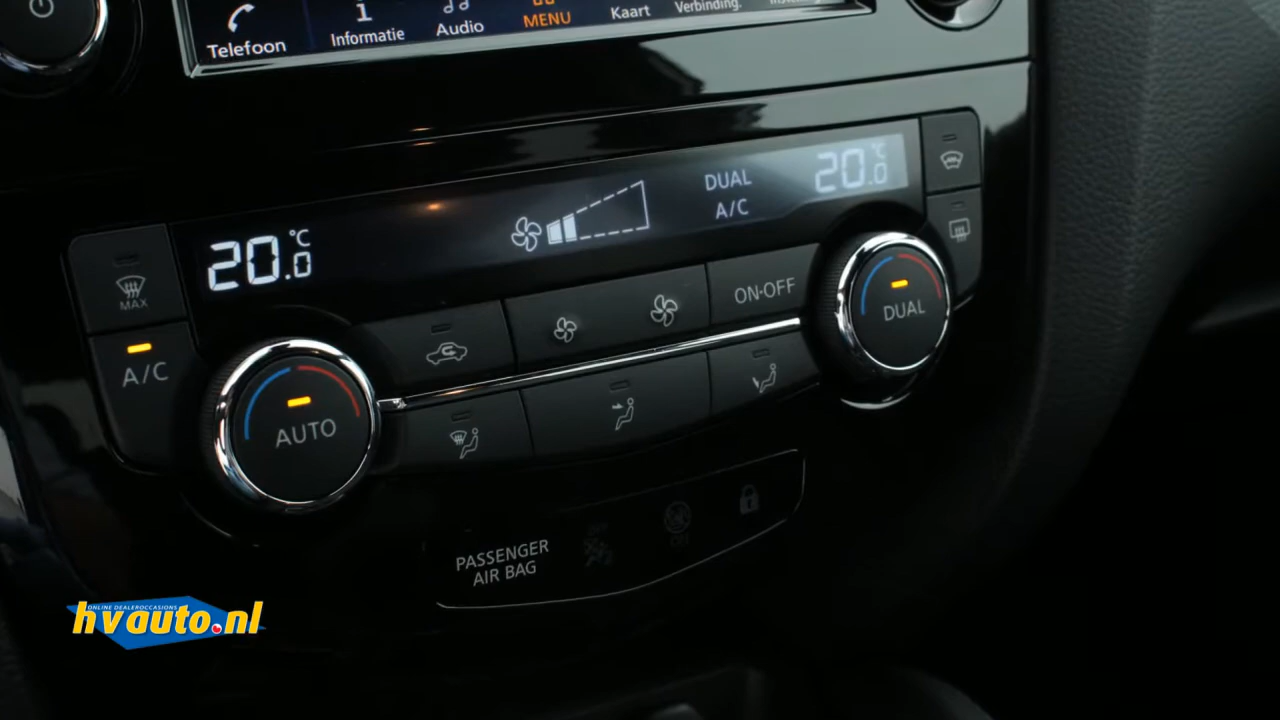 Telefoon
Informatie
Audio
MENU
Kaart
Verbinding.
20.0 °C
DUAL
A/C
20.0 °C
MAX
A/C
AUTO
ON·OFF
DUAL
PASSENGER
AIR BAG
ONLINE DEALEROCCASIONS
hvauto.nl